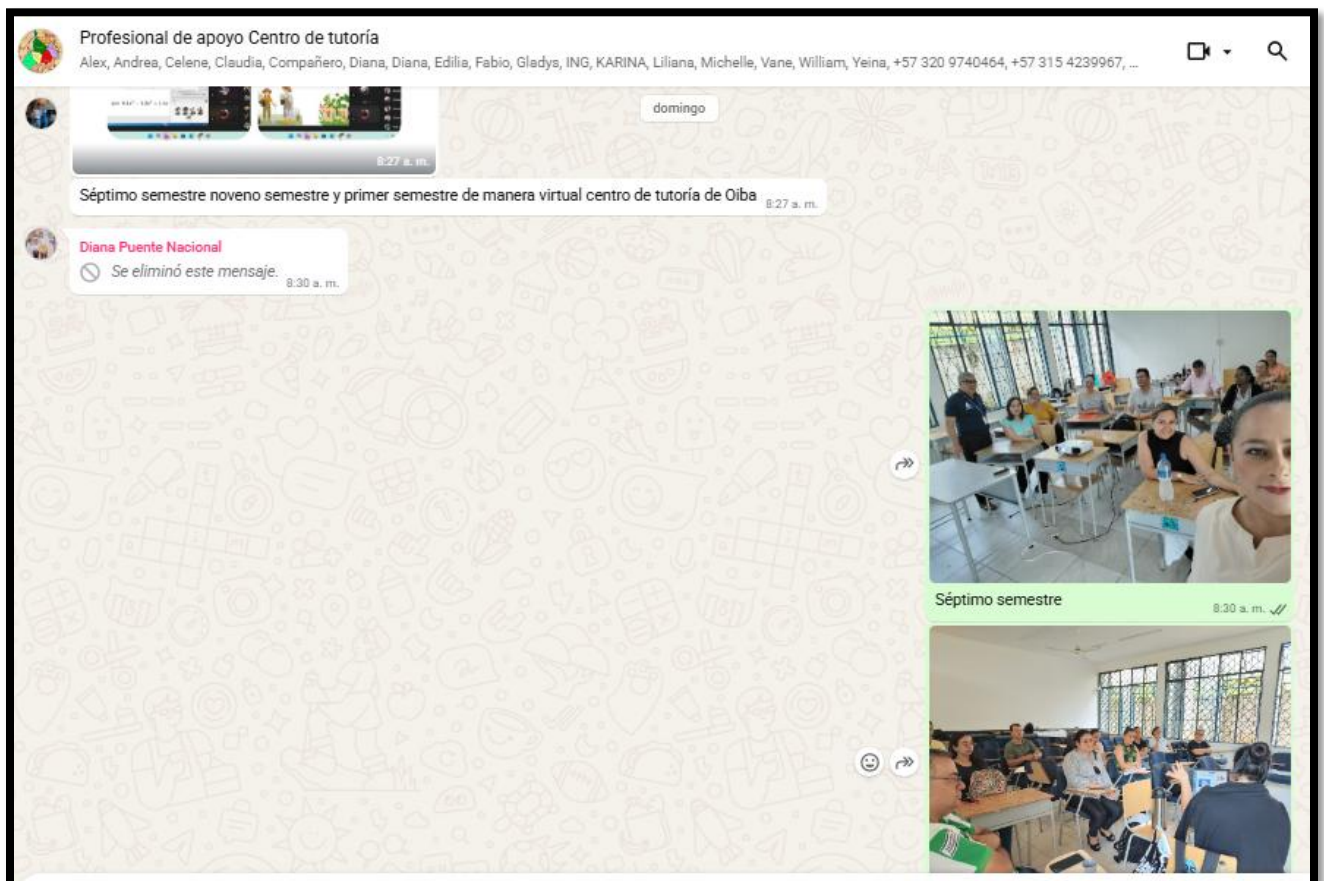 Profesional de apoyo Centro de tutoría
Alex, Andrea, Celene, Claudia, Compañero, Diana, Diana, Edilia, Fabio, Gladys, ING, KARINA, Liliana, Michelle, Vane, William, Yeina, +57 320 9740464, +57 315 4239967, ...
domingo
8:27 a. m.
Séptimo semestre noveno semestre y primer semestre de manera virtual centro de tutoría de Oiba
8:27 a. m.
Diana Puente Nacional
Se eliminó este mensaje.
8:30 a. m.
Séptimo semestre
8:30 a. m.